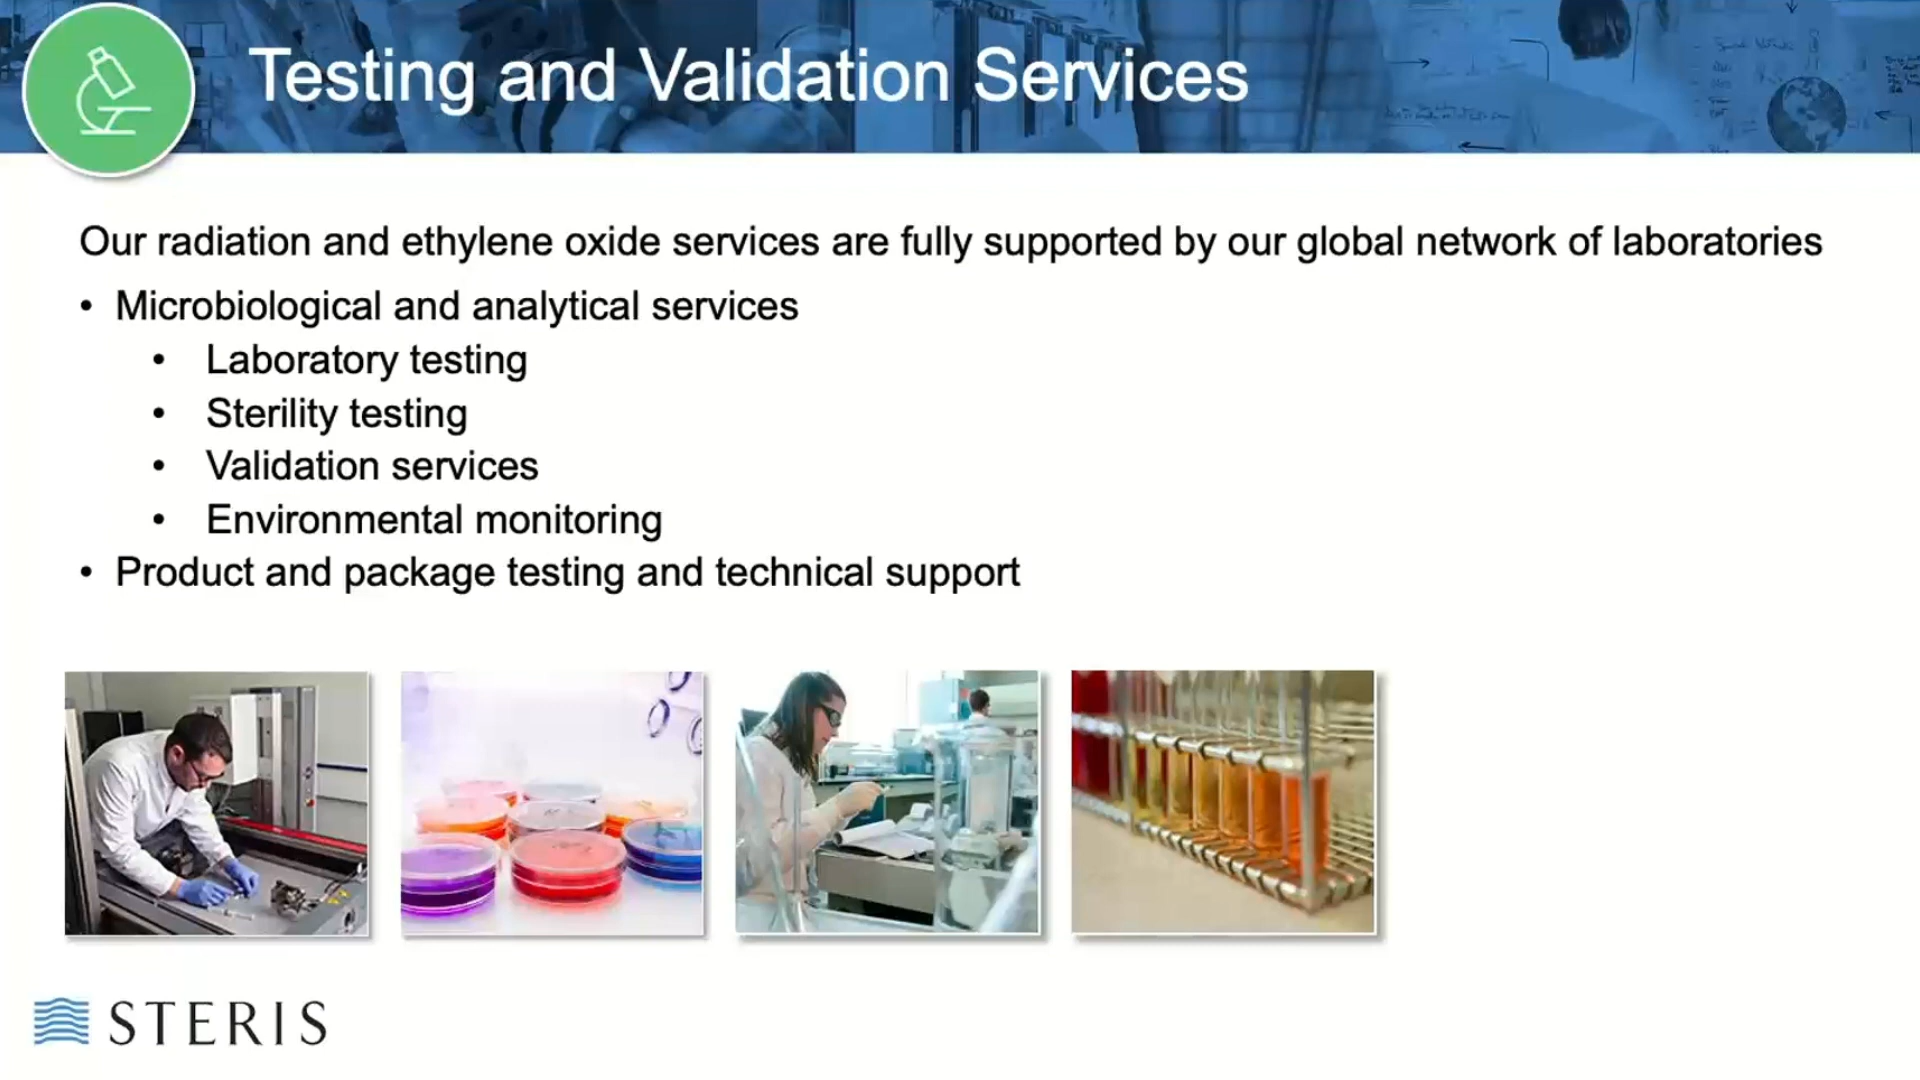 Testing and Validation Services
Our radiation and ethylene oxide services are fully supported by our global network of laboratories
• Microbiological and analytical services
• Laboratory testing
• Sterility testing
• Validation services
• Environmental monitoring
• Product and package testing and technical support
STERIS